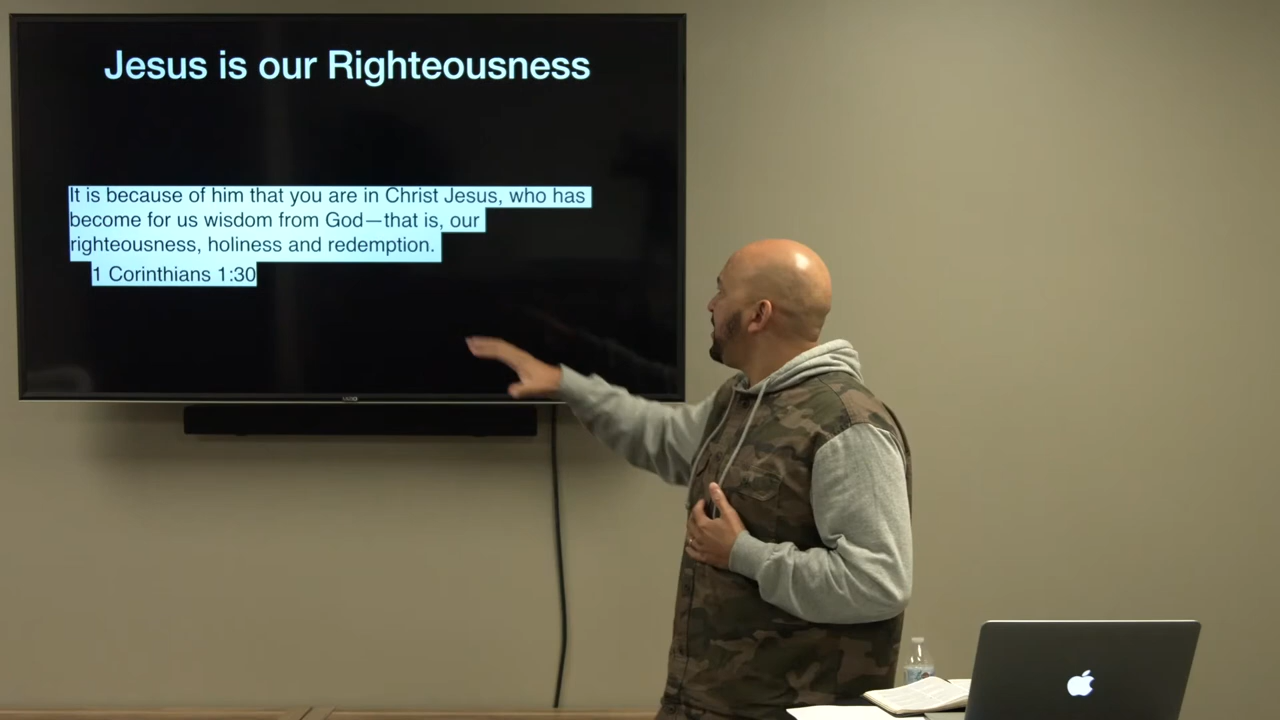 Jesus is our Righteousness
It is because of him that you are in Christ Jesus, who has
become for us wisdom from God—that is, our
righteousness, holiness and redemption.
1 Corinthians 1:30
VIZIO